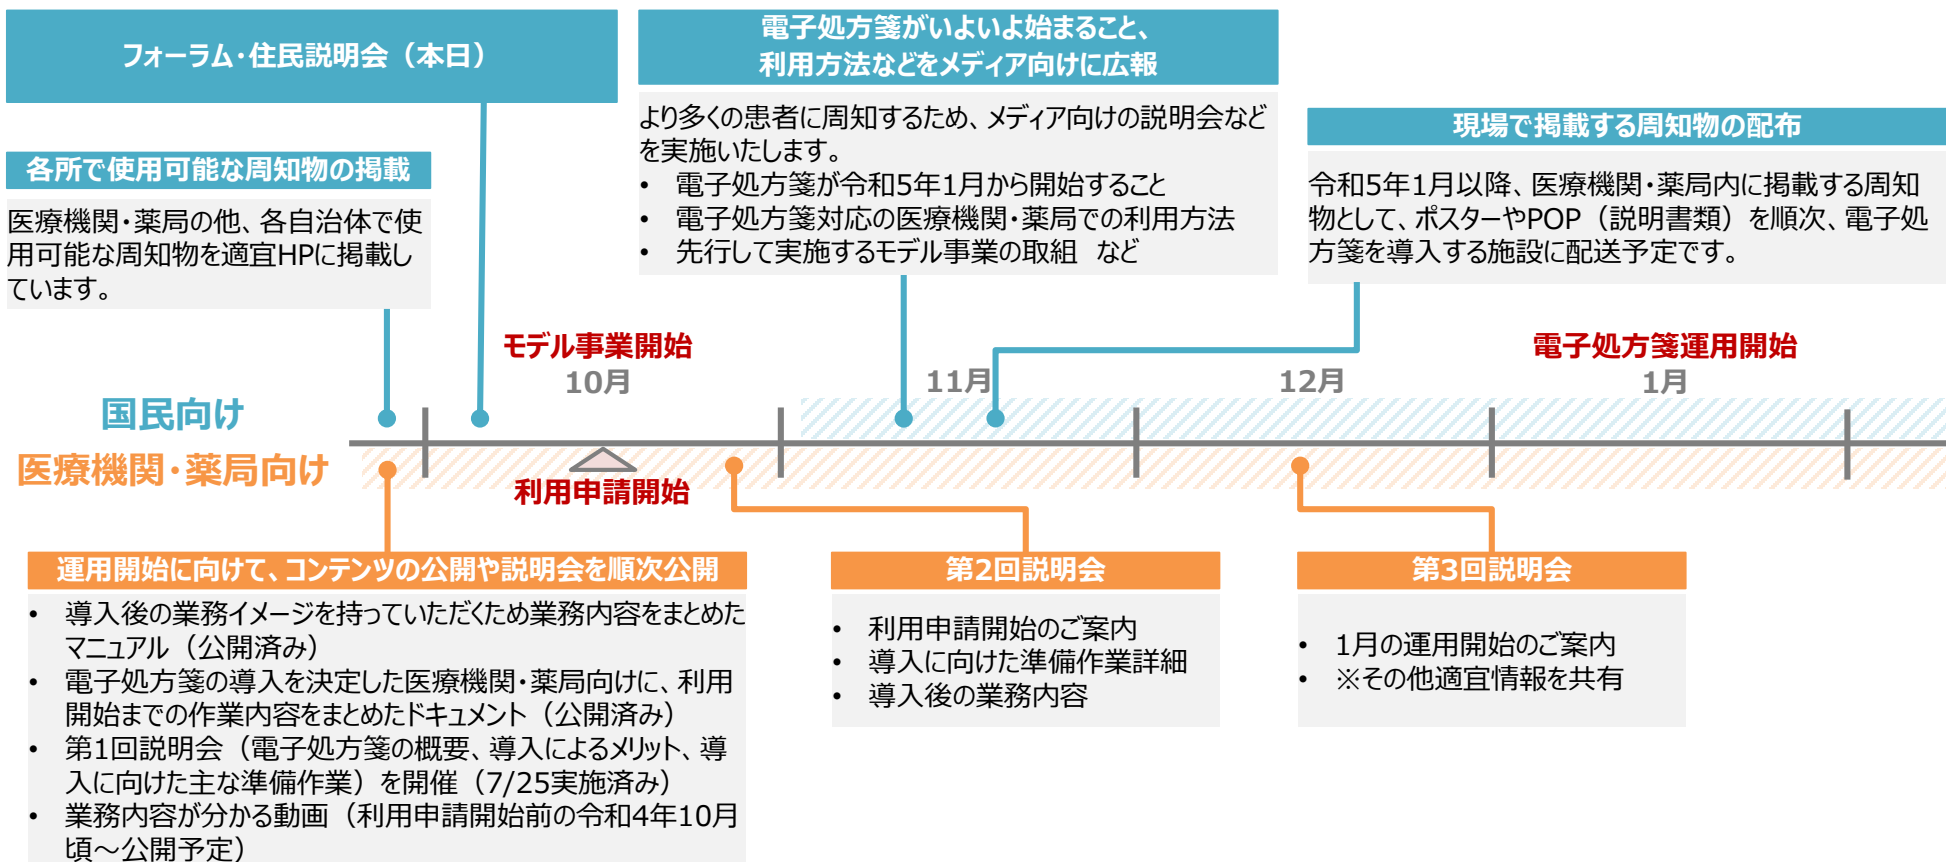 フォーラム・住民説明会（本日）
電子処方箋がいよいよ始まること、
利用方法などをメディア向けに広報
より多くの患者に周知するため、メディア向けの説明会など
を実施いたします。
• 電子処方箋が令和5年1月から開始すること
• 電子処方箋対応の医療機関・薬局での利用方法
• 先行して実施するモデル事業の取組 など
現場で掲載する周知物の配布
令和5年1月以降、医療機関・薬局内に掲載する周知
物として、ポスターやPOP（説明書類）を順次、電子処
方箋を導入する施設に配送予定です。
各所で使用可能な周知物の掲載
医療機関・薬局の他、各自治体で使
用可能な周知物を適宜HPに掲載し
ています。
モデル事業開始
10月
11月
12月
電子処方箋運用開始
1月
国民向け
医療機関・薬局向け
利用申請開始
運用開始に向けて、コンテンツの公開や説明会を順次公開
• 導入後の業務イメージを持っていただくため業務内容をまとめた
マニュアル（公開済み）
• 電子処方箋の導入を決定した医療機関・薬局向けに、利用
開始までの作業内容をまとめたドキュメント（公開済み）
• 第1回説明会（電子処方箋の概要、導入によるメリット、導
入に向けた主な準備作業）を開催（7/25実施済み）
• 業務内容が分かる動画（利用申請開始前の令和4年10月
頃～公開予定）
第2回説明会
• 利用申請開始のご案内
• 導入に向けた準備作業詳細
• 導入後の業務内容
第3回説明会
• 1月の運用開始のご案内
• ※その他適宜情報を共有